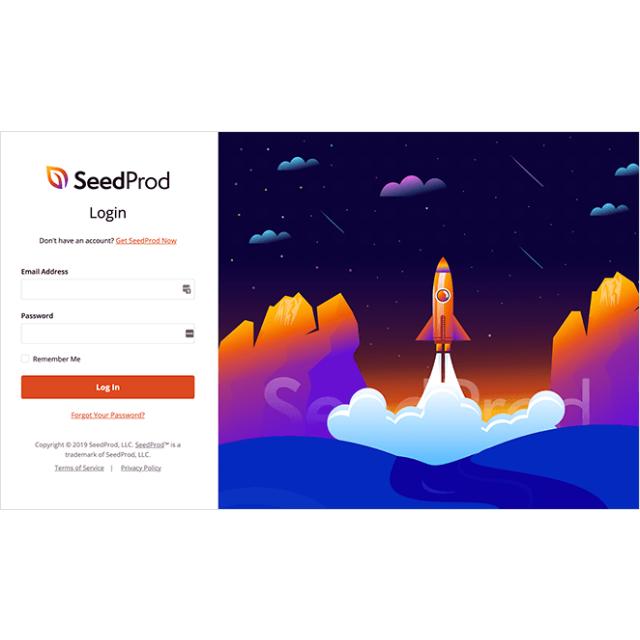 SeedProd
Login
Don't have an account? Get SeedProd Now
Email Address
Password
Remember Me
Log In
Forgot Your Password?
Copyright © 2019 SeedProd, LLC. SeedProd™ is a
trademark of SeedProd, LLC.
Terms of Service | Privacy Policy
SeedProd